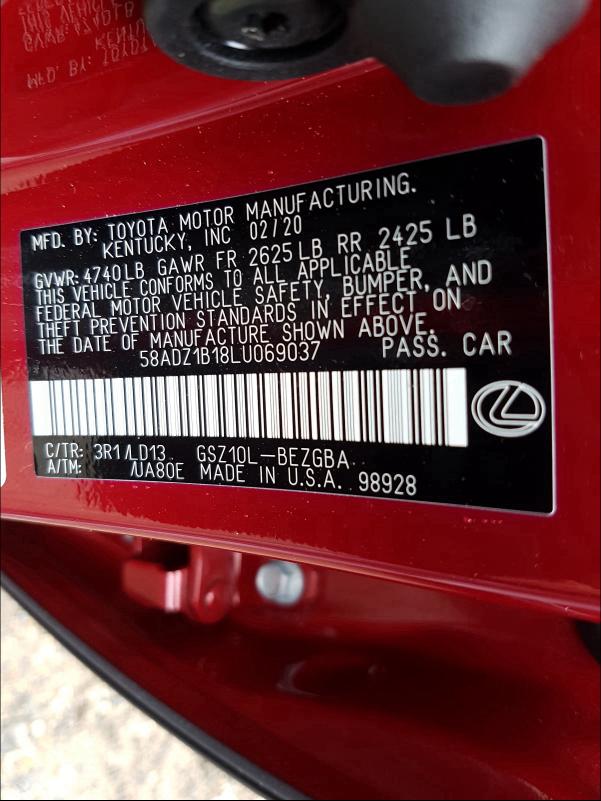 MFD. BY: TOYOTA MOTOR MANUFACTURING.
KENTUCKY, INC 02/20
GVWR: 4740LB GAWR FR 2625LB RR 2425 LB
THIS VEHICLE CONFORMS TO ALL APPLICABLE
FEDERAL MOTOR VEHICLE SAFETY, BUMPER, AND
THEFT PREVENTION STANDARDS IN EFFECT ON
THE DATE OF MANUFACTURE SHOWN ABOVE.
58ADZ1B18LU069037 PASS. CAR
C/TR: 3R1/LD13 GSZ10L-BEZGBA
A/TM: /UA80E MADE IN U.S.A. 98928